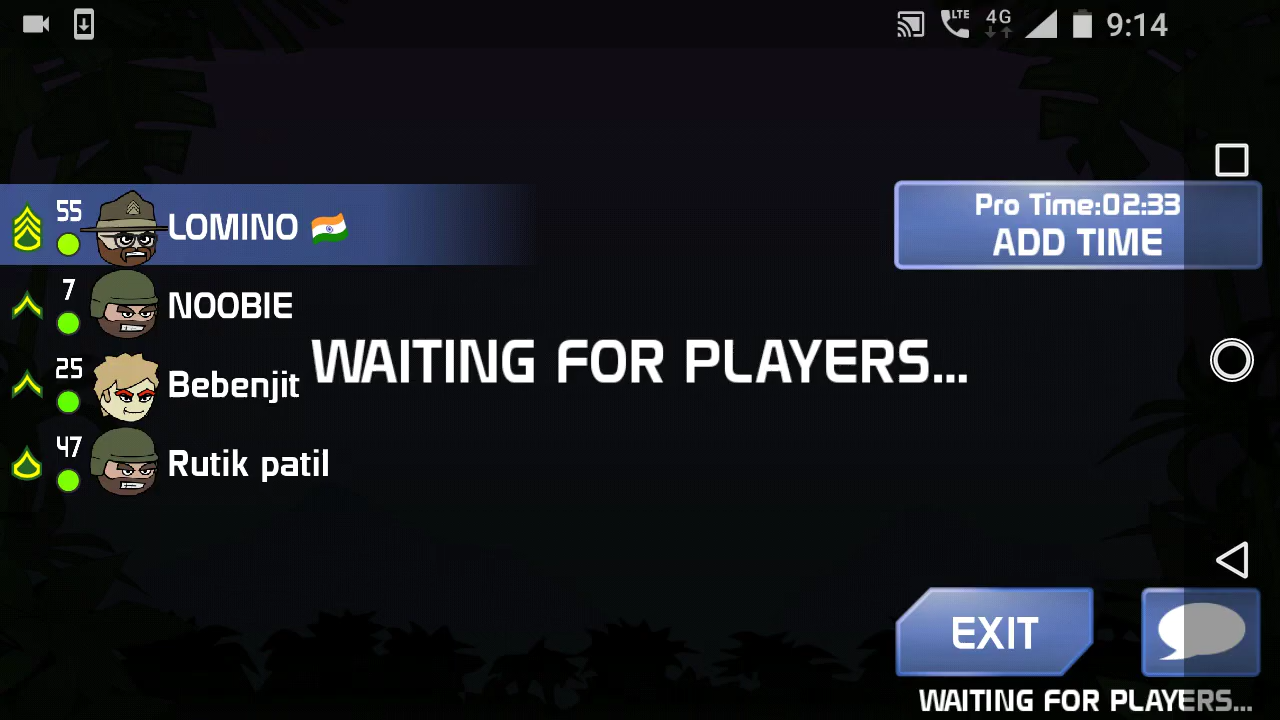 LTE
4G
9:14
55
LOMINO 🇮🇳
Pro Time:02:33
ADD TIME
7
NOOBIE
WAITING FOR PLAYERS...
25
Bebenjit
47
Rutik patil
EXIT
WAITING FOR PLAYERS...